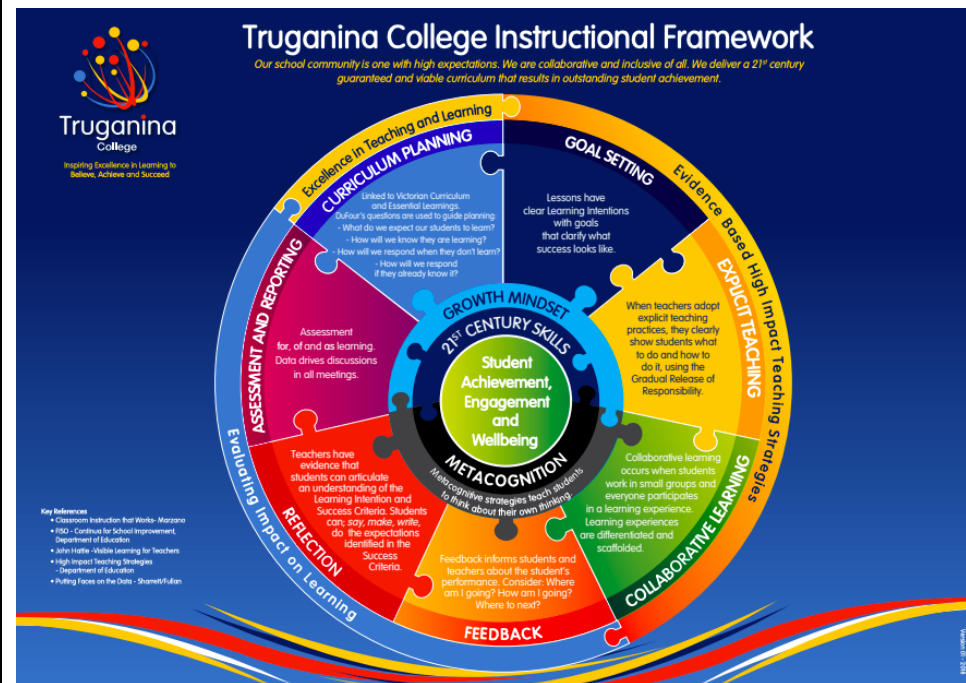 Truganina College Instructional Framework
Our school community is one with high expectations. We are collaborative and inclusive of all. We deliver a 21st century
guaranteed and viable curriculum that results in outstanding student achievement.
Truganina
College
Inspiring Excellence in Learning to
Believe, Achieve and Succeed
Excellence in Teaching and Learning
CURRICULUM PLANNING
Linked to Victorian Curriculum
and Essential Learnings.
DuFour's questions are used to guide planning:
- What do we expect our students to learn?
- How will we know they are learning?
- How will we respond when they don't learn?
- How will we respond
if they already know it?
GOAL SETTING
Lessons have
clear Learning Intentions
with goals
that clarify what
success looks like.
Evidence Based High Impact Teaching Strategies
EXPLICIT TEACHING
When teachers adopt
explicit teaching
practices, they clearly
show students what
to do and how to
do it, using the
Gradual Release of
Responsibility.
COLLABORATIVE LEARNING
Collaborative learning
occurs when students
work in small groups and
everyone participates
in a learning experience.
Learning experiences
are differentiated and
scaffolded.
FEEDBACK
Feedback informs students and
teachers about the student's
performance. Consider: Where
am I going? How am I going?
Where to next?
REFLECTION
Teachers have
evidence that
students can articulate
an understanding of the
Learning Intention and
Success Criteria. Students
can; say, make, write,
do the expectations
identified in the
Success
Criteria.
Evaluating Impact on Learning
ASSESSMENT AND REPORTING
Assessment
for, of and as learning.
Data drives discussions
in all meetings.
GROWTH MINDSET
21ST CENTURY SKILLS
Student
Achievement,
Engagement
and
Wellbeing
METACOGNITION
Metacognitive strategies teach students
to think about their own thinking.
Key References
• Classroom Instruction that Works- Marzano
• FISO - Continua for School Improvement,
Department of Education
• John Hattie -Visible Learning for Teachers
• High Impact Teaching Strategies
- Department of Education
• Putting Faces on the Data - Sharratt/Fullan
Version 01 - 2018